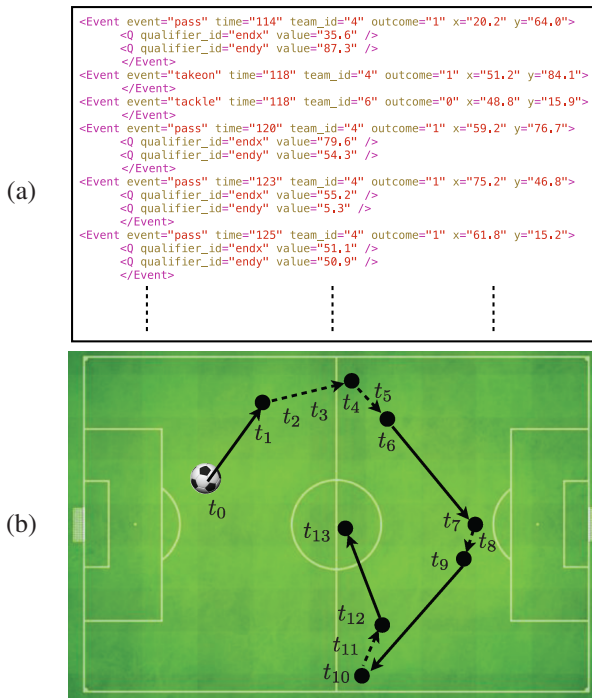 <Event event="pass" time="114" team_id="4" outcome="1" x="20.2" y="64.0">
<Q qualifier_id="endx" value="35.6" />
<Q qualifier_id="endy" value="87.3" />
</Event>
<Event event="takeon" time="118" team_id="4" outcome="1" x="51.2" y="84.1">
</Event>
<Event event="tackle" time="118" team_id="6" outcome="0" x="48.8" y="15.9">
</Event>
<Event event="pass" time="120" team_id="4" outcome="1" x="59.2" y="76.7">
<Q qualifier_id="endx" value="79.6" />
<Q qualifier_id="endy" value="54.3" />
</Event>
<Event event="pass" time="123" team_id="4" outcome="1" x="75.2" y="46.8">
<Q qualifier_id="endx" value="55.2" />
<Q qualifier_id="endy" value="5.3" />
</Event>
<Event event="pass" time="125" team_id="4" outcome="1" x="61.8" y="15.2">
<Q qualifier_id="endx" value="51.1" />
<Q qualifier_id="endy" value="50.9" />
</Event>
(a)
t0
t1
t2
t3
t4
t5
t6
t7
t8
t9
t10
t11
t12
t13
(b)